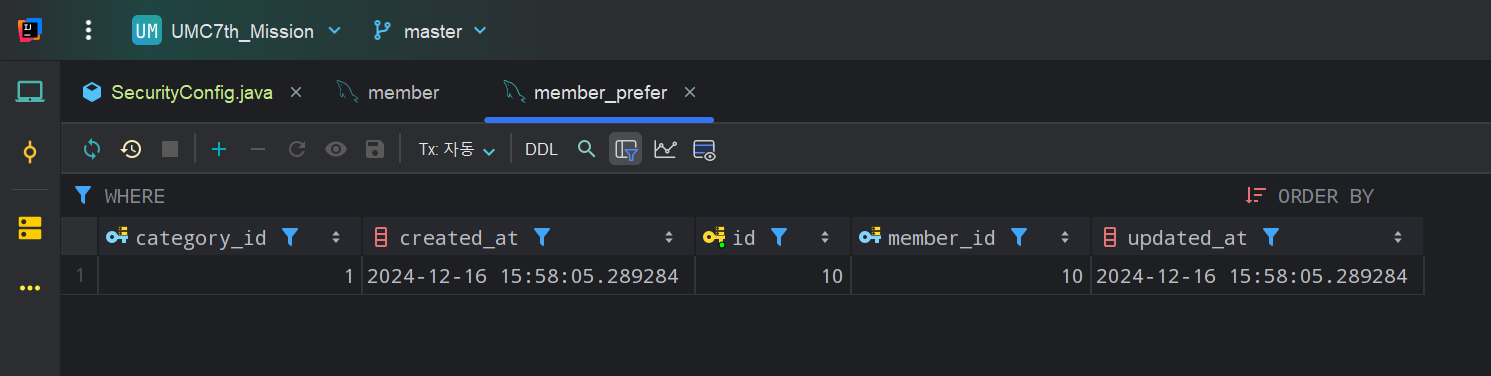 UM UMC7th_Mission master
SecurityConfig.java member member_prefer
Tx: 자동 DDL
WHERE ORDER BY
category_id created_at id member_id updated_at
1 1 2024-12-16 15:58:05.289284 10 10 2024-12-16 15:58:05.289284